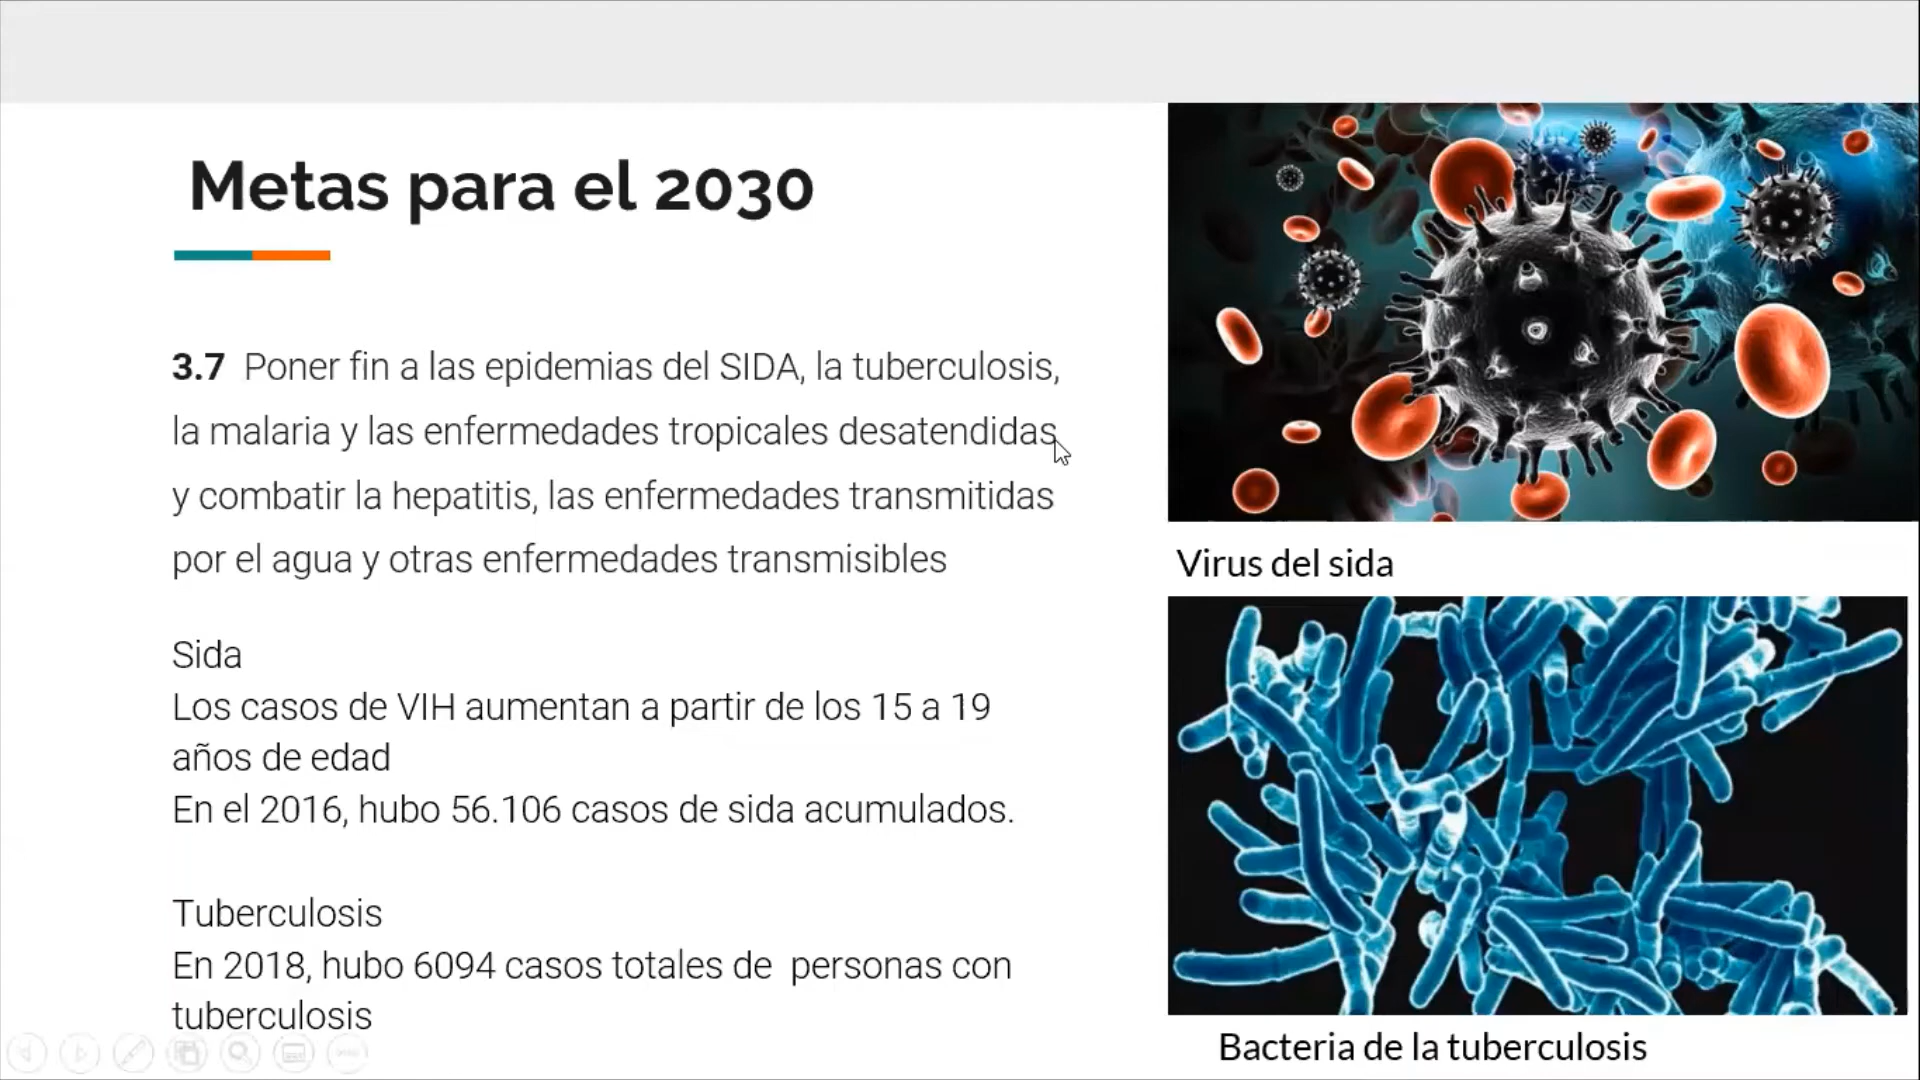 Metas para el 2030
3.7 Poner fin a las epidemias del SIDA, la tuberculosis,
la malaria y las enfermedades tropicales desatendidas
y combatir la hepatitis, las enfermedades transmitidas
por el agua y otras enfermedades transmisibles
Sida
Los casos de VIH aumentan a partir de los 15 a 19
años de edad
En el 2016, hubo 56.106 casos de sida acumulados.
Tuberculosis
En 2018, hubo 6094 casos totales de personas con
tuberculosis
Virus del sida
Bacteria de la tuberculosis